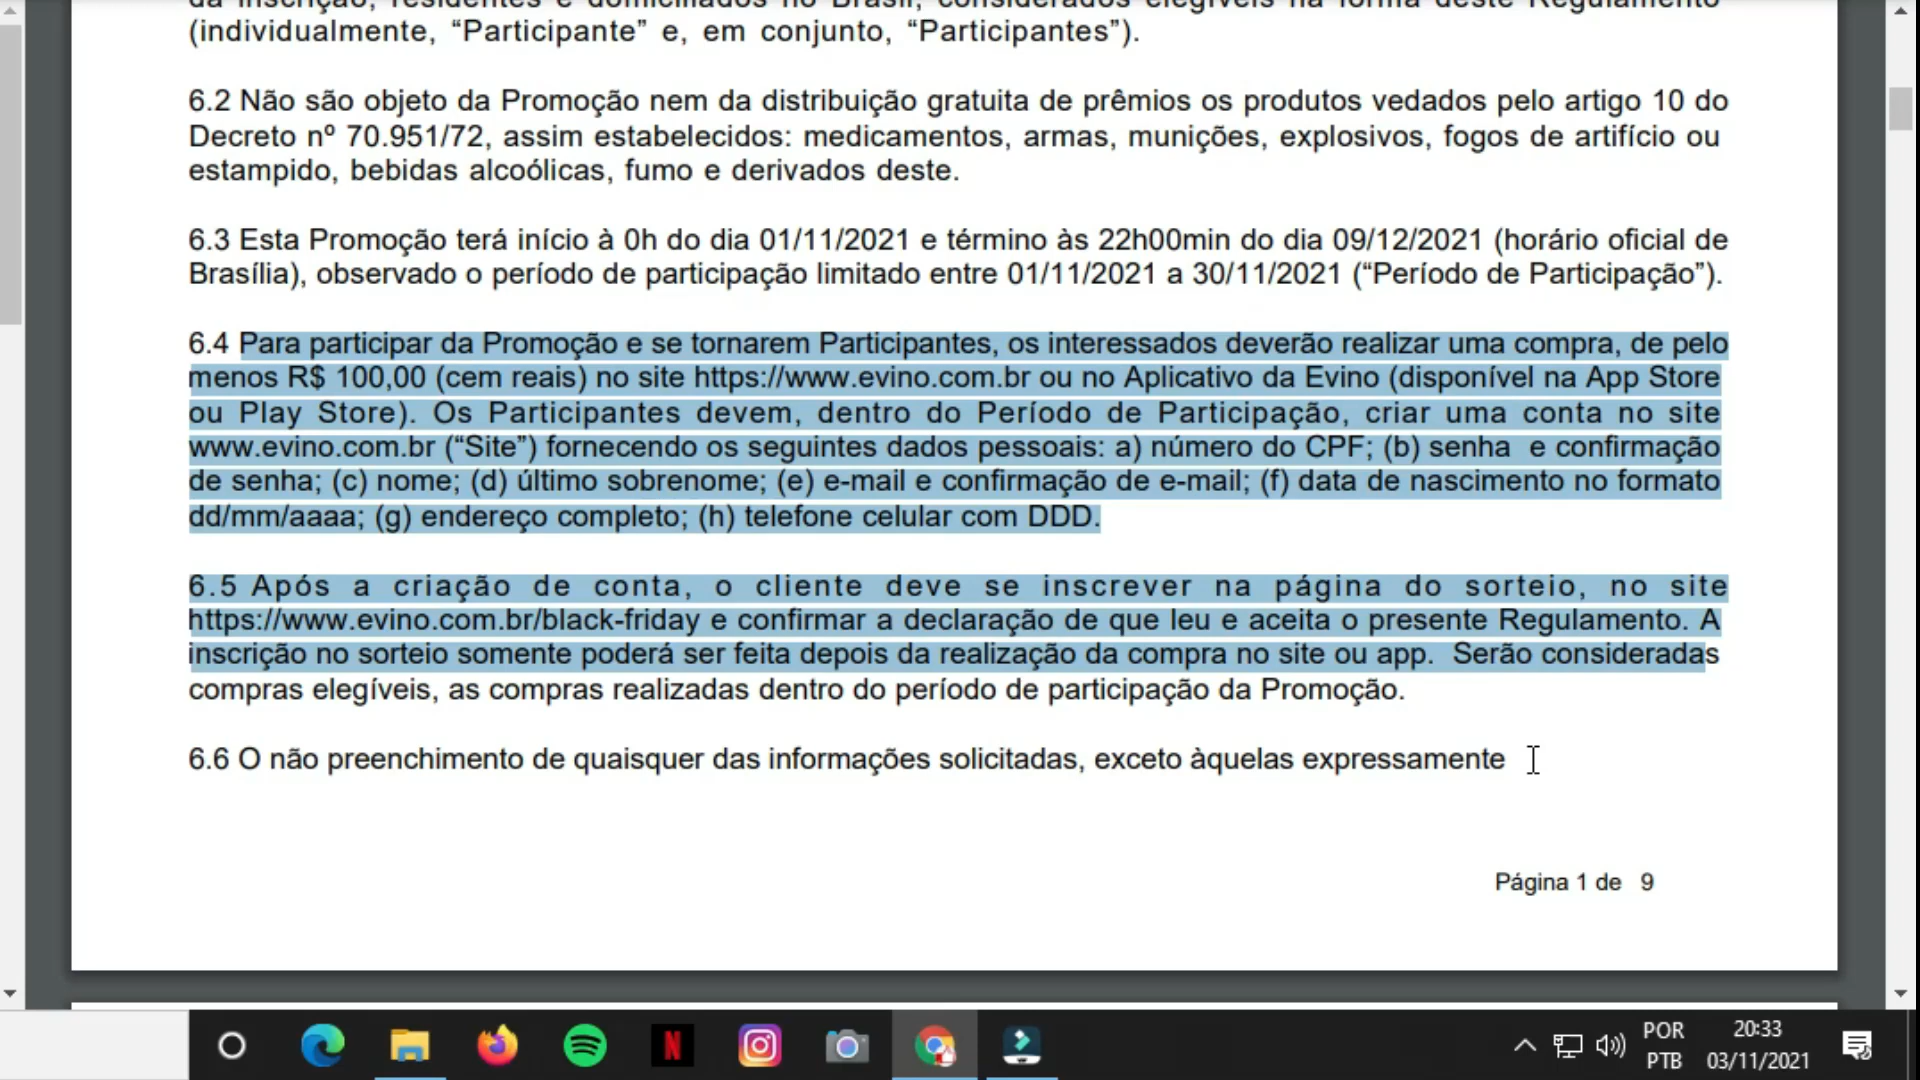 da inscrição, residentes e domiciliados no Brasil, considerados elegíveis na forma deste Regulamento
(individualmente, “Participante” e, em conjunto, “Participantes”).
6.2 Não são objeto da Promoção nem da distribuição gratuita de prêmios os produtos vedados pelo artigo 10 do
Decreto nº 70.951/72, assim estabelecidos: medicamentos, armas, munições, explosivos, fogos de artifício ou
estampido, bebidas alcoólicas, fumo e derivados deste.
6.3 Esta Promoção terá início à 0h do dia 01/11/2021 e término às 22h00min do dia 09/12/2021 (horário oficial de
Brasília), observado o período de participação limitado entre 01/11/2021 a 30/11/2021 (“Período de Participação”).
6.4 Para participar da Promoção e se tornarem Participantes, os interessados deverão realizar uma compra, de pelo
menos R$ 100,00 (cem reais) no site https://www.evino.com.br ou no Aplicativo da Evino (disponível na App Store
ou Play Store). Os Participantes devem, dentro do Período de Participação, criar uma conta no site
www.evino.com.br (“Site”) fornecendo os seguintes dados pessoais: a) número do CPF; (b) senha e confirmação
de senha; (c) nome; (d) último sobrenome; (e) e-mail e confirmação de e-mail; (f) data de nascimento no formato
dd/mm/aaaa; (g) endereço completo; (h) telefone celular com DDD.
6.5 Após a criação de conta, o cliente deve se inscrever na página do sorteio, no site
https://www.evino.com.br/black-friday e confirmar a declaração de que leu e aceita o presente Regulamento. A
inscrição no sorteio somente poderá ser feita depois da realização da compra no site ou app. Serão consideradas
compras elegíveis, as compras realizadas dentro do período de participação da Promoção.
6.6 O não preenchimento de quaisquer das informações solicitadas, exceto àquelas expressamente
Página 1 de 9
POR
PTB
20:33
03/11/2021